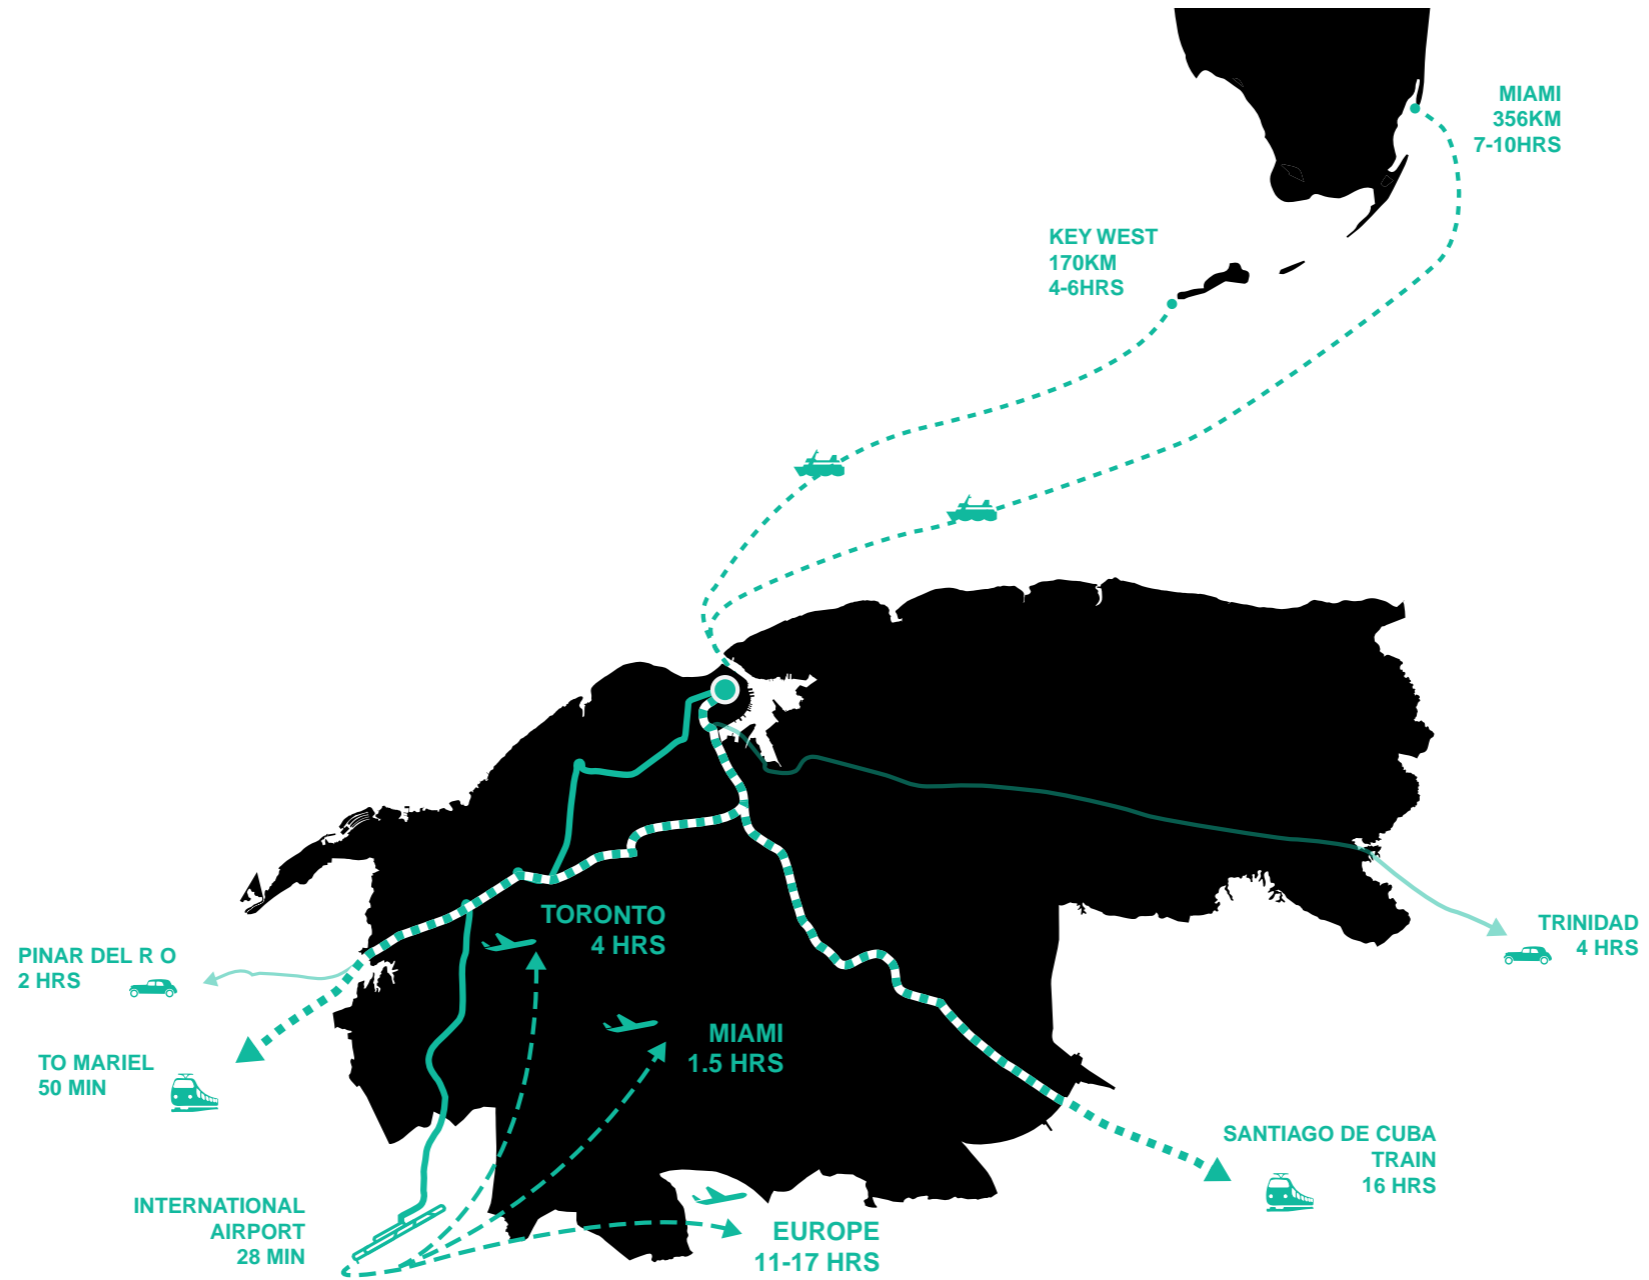 MIAMI
356KM
7-10HRS
KEY WEST
170KM
4-6HRS
TORONTO
4 HRS
PINAR DEL R O
2 HRS
TRINIDAD
4 HRS
MIAMI
1.5 HRS
TO MARIEL
50 MIN
SANTIAGO DE CUBA
TRAIN
16 HRS
INTERNATIONAL
AIRPORT
28 MIN
EUROPE
11-17 HRS